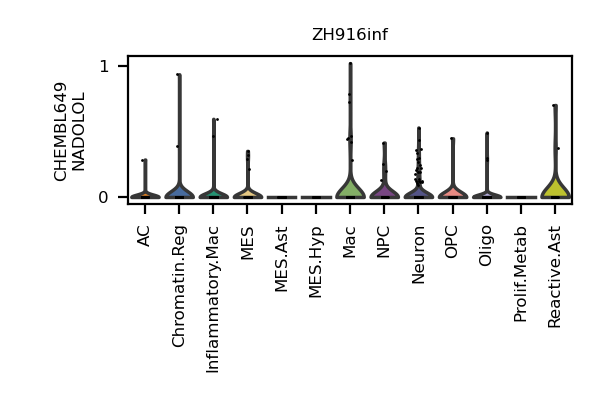 ZH916inf
CHEMBL649
NADOLOL
1
0
AC
Chromatin.Reg
Inflammatory.Mac
MES
MES.Ast
MES.Hyp
Mac
NPC
Neuron
OPC
Oligo
Prolif.Metab
Reactive.Ast